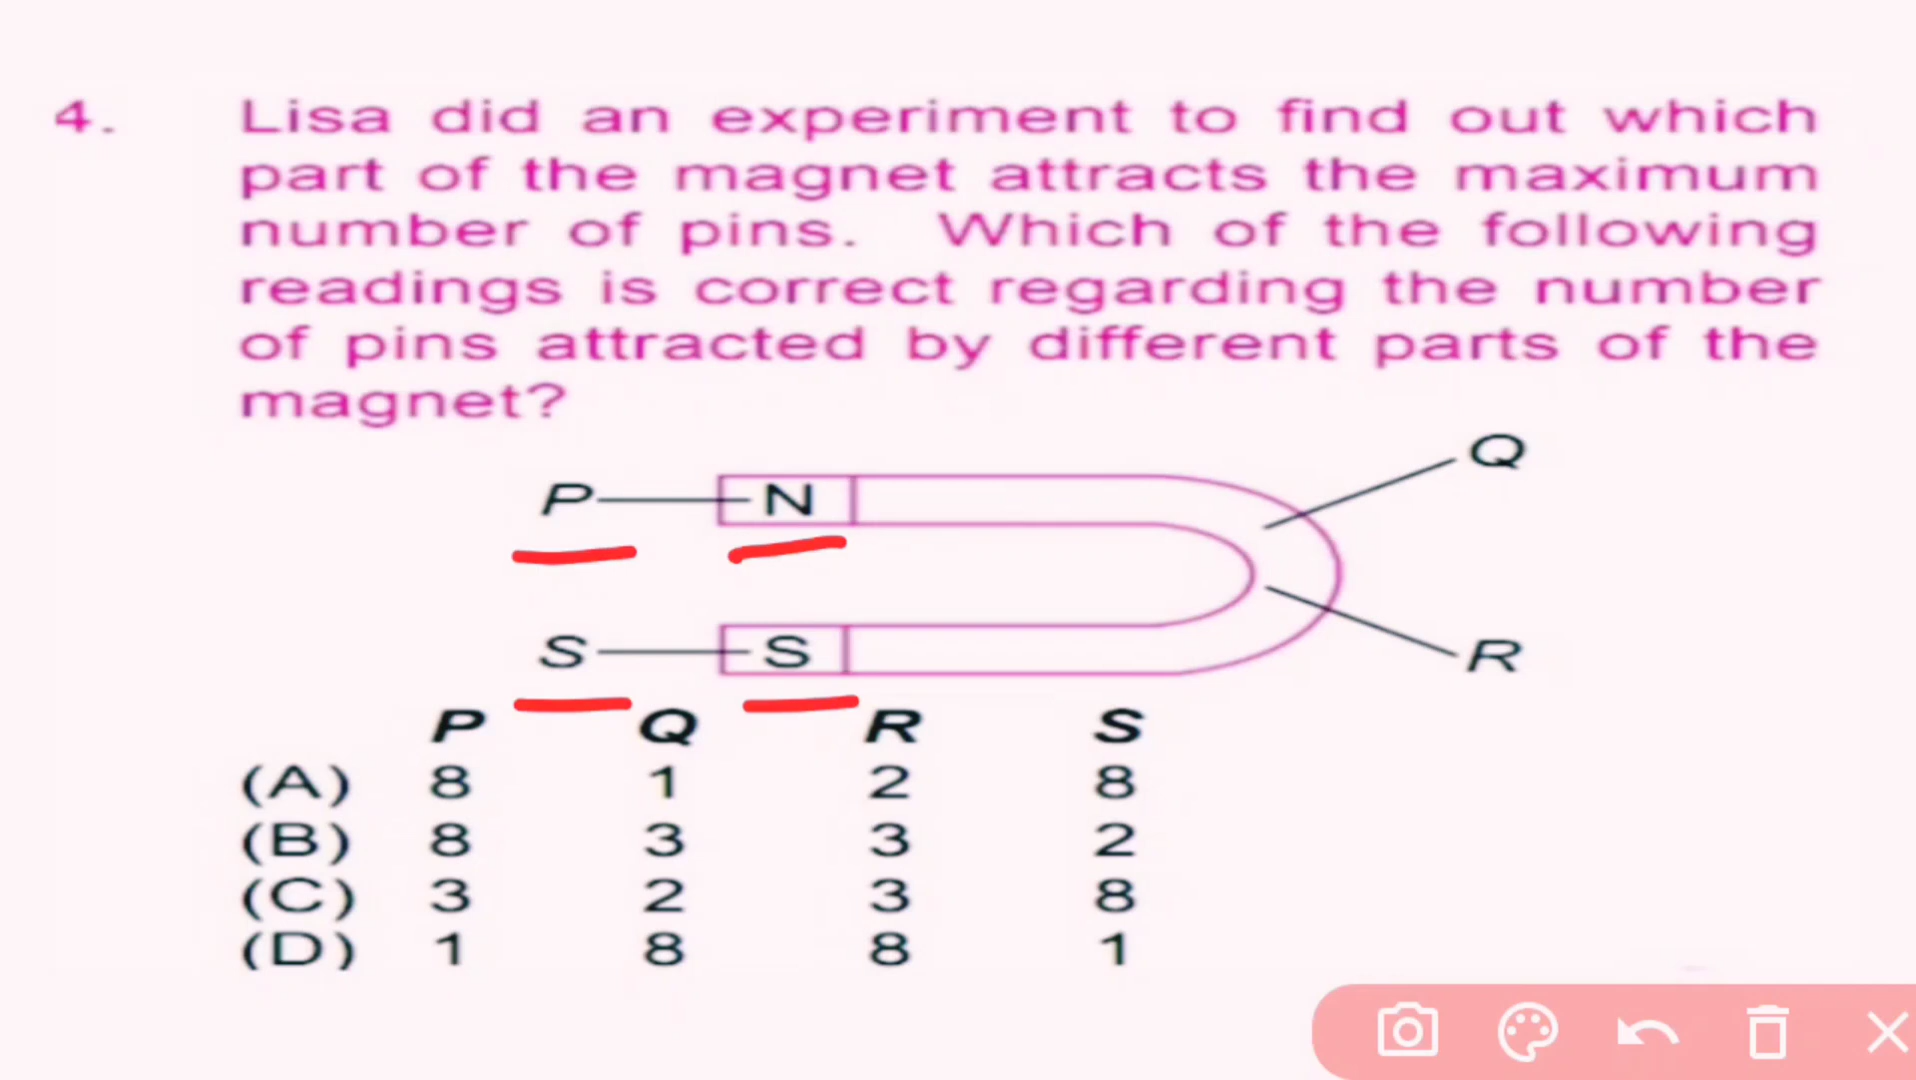 4. Lisa did an experiment to find out which
part of the magnet attracts the maximum
number of pins. Which of the following
readings is correct regarding the number
of pins attracted by different parts of the
magnet?
Q
P N
S S
R
P Q R S
(A) 8 1 2 8
(B) 8 3 3 2
(C) 3 2 3 8
(D) 1 8 8 1